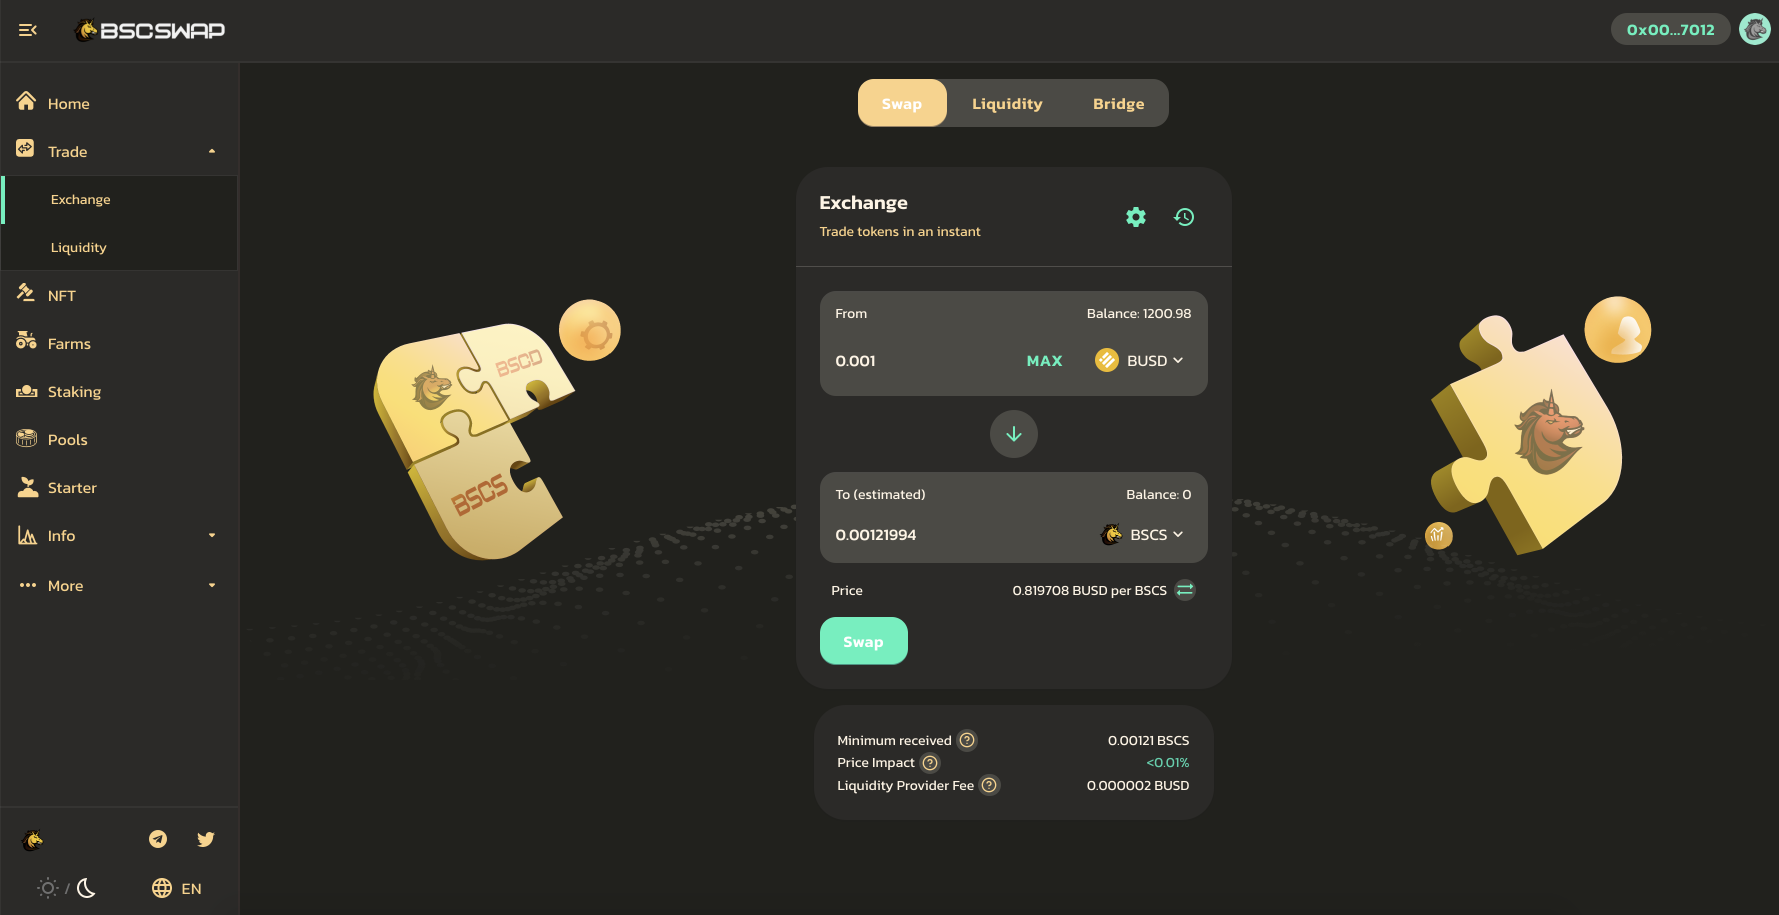 BSCSWAP
0x00...7012
Home
Trade
Exchange
Liquidity
NFT
Farms
Staking
Pools
Starter
Info
More
EN
Swap Liquidity Bridge
Exchange
Trade tokens in an instant
From Balance: 1200.98
0.001 MAX BUSD
To (estimated) Balance: 0
0.00121994 BSCS
Price 0.819708 BUSD per BSCS
Swap
Minimum received ? 0.00121 BSCS
Price Impact ? <0.01%
Liquidity Provider Fee ? 0.000002 BUSD
BSCD
BSCS